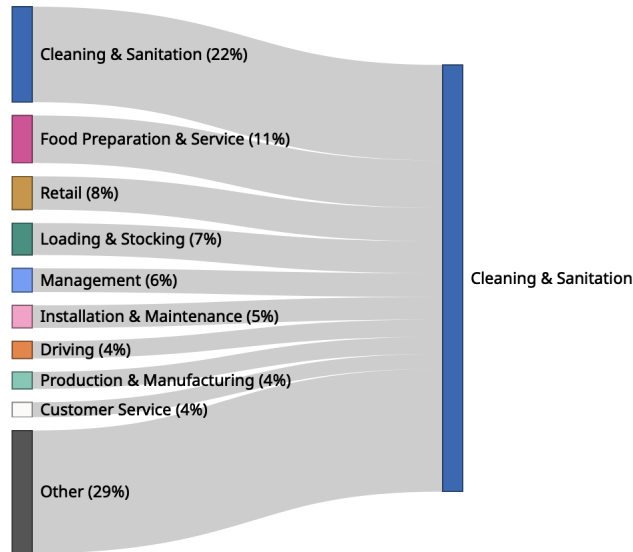 Cleaning & Sanitation (22%)
Food Preparation & Service (11%)
Retail (8%)
Loading & Stocking (7%)
Management (6%)
Installation & Maintenance (5%)
Driving (4%)
Production & Manufacturing (4%)
Customer Service (4%)
Other (29%)
Cleaning & Sanitation